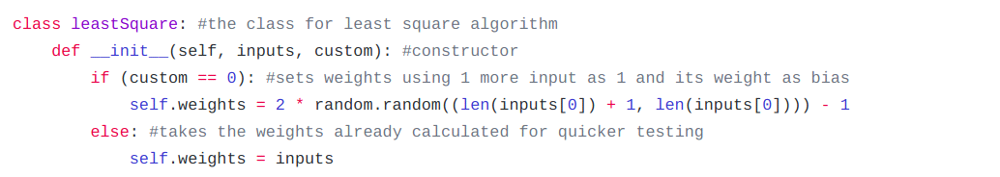 class leastSquare: #the class for least square algorithm
    def __init__(self, inputs, custom): #constructor
        if (custom == 0): #sets weights using 1 more input as 1 and its weight as bias
            self.weights = 2 * random.random((len(inputs[0]) + 1, len(inputs[0]))) - 1
        else: #takes the weights already calculated for quicker testing
            self.weights = inputs